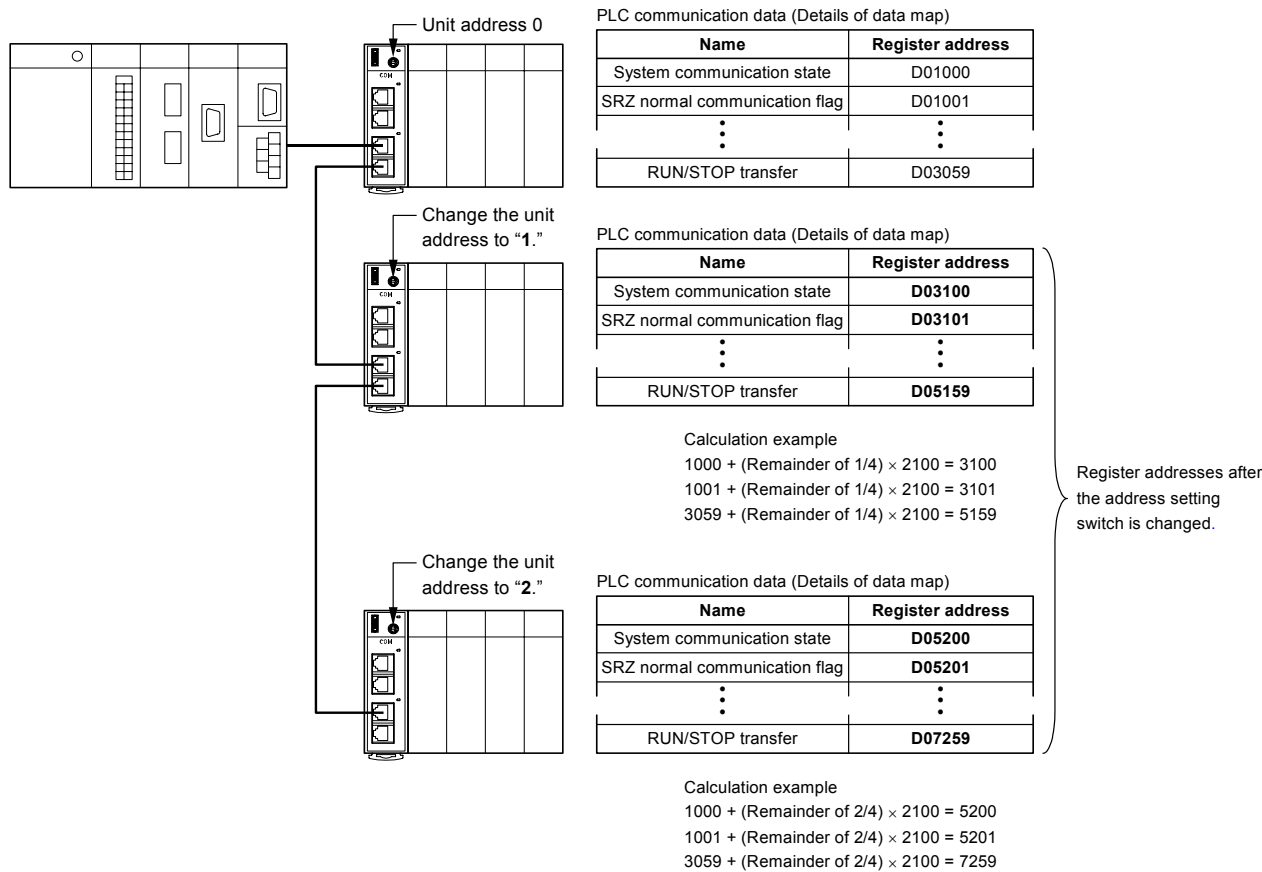 Unit address 0
PLC communication data (Details of data map)
Name Register address
System communication state D01000
SRZ normal communication flag D01001
RUN/STOP transfer D03059
COM
Change the unit
address to “1.”
PLC communication data (Details of data map)
Name Register address
System communication state D03100
SRZ normal communication flag D03101
RUN/STOP transfer D05159
COM
Calculation example
1000 + (Remainder of 1/4) × 2100 = 3100
1001 + (Remainder of 1/4) × 2100 = 3101
3059 + (Remainder of 1/4) × 2100 = 5159
Register addresses after
the address setting
switch is changed.
Change the unit
address to “2.”
PLC communication data (Details of data map)
Name Register address
System communication state D05200
SRZ normal communication flag D05201
RUN/STOP transfer D07259
COM
Calculation example
1000 + (Remainder of 2/4) × 2100 = 5200
1001 + (Remainder of 2/4) × 2100 = 5201
3059 + (Remainder of 2/4) × 2100 = 7259